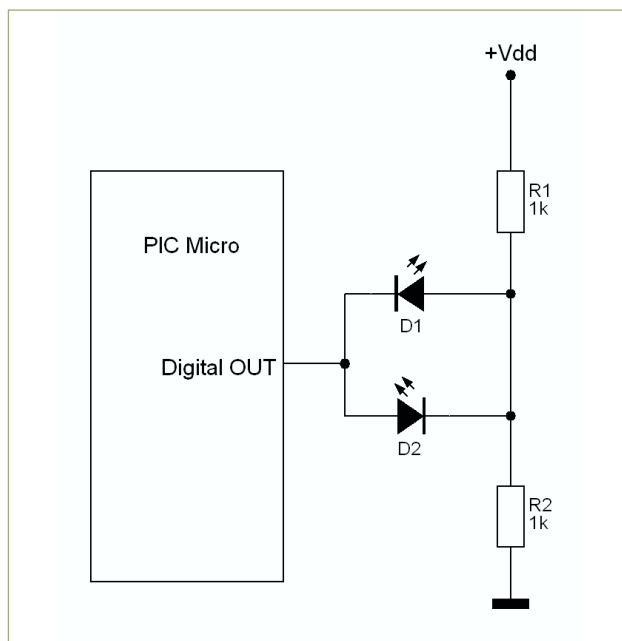 +Vdd
R1
1k
PIC Micro
D1
Digital OUT
D2
R2
1k